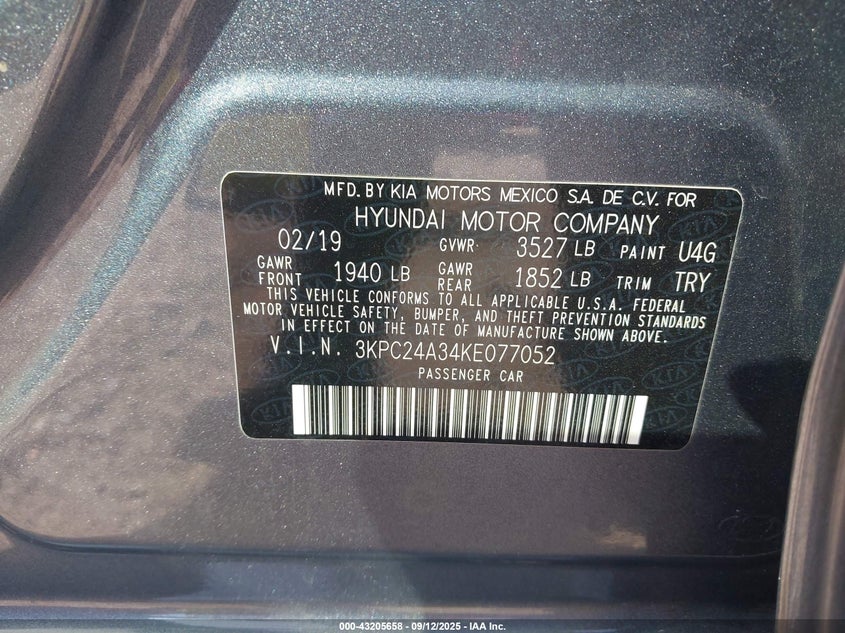 MFD. BY KIA MOTORS MEXICO S.A. DE C.V. FOR
HYUNDAI MOTOR COMPANY
02/19 GVWR: 3527 LB PAINT U4G
GAWR FRONT 1940 LB GAWR REAR 1852 LB TRIM TRY
THIS VEHICLE CONFORMS TO ALL APPLICABLE U.S.A. FEDERAL
MOTOR VEHICLE SAFETY, BUMPER, AND THEFT PREVENTION STANDARDS
IN EFFECT ON THE DATE OF MANUFACTURE SHOWN ABOVE.
V.I.N. 3KPC24A34KE077052
PASSENGER CAR
000-43205658 - 09/12/2025 - IAA Inc.